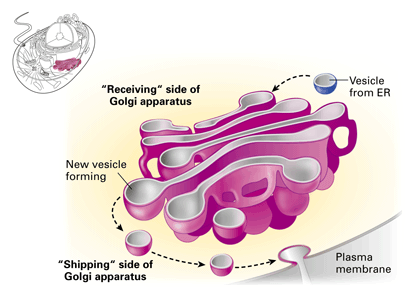 "Receiving" side of
Golgi apparatus
Vesicle
from ER
New vesicle
forming
"Shipping" side of
Golgi apparatus
Plasma
membrane